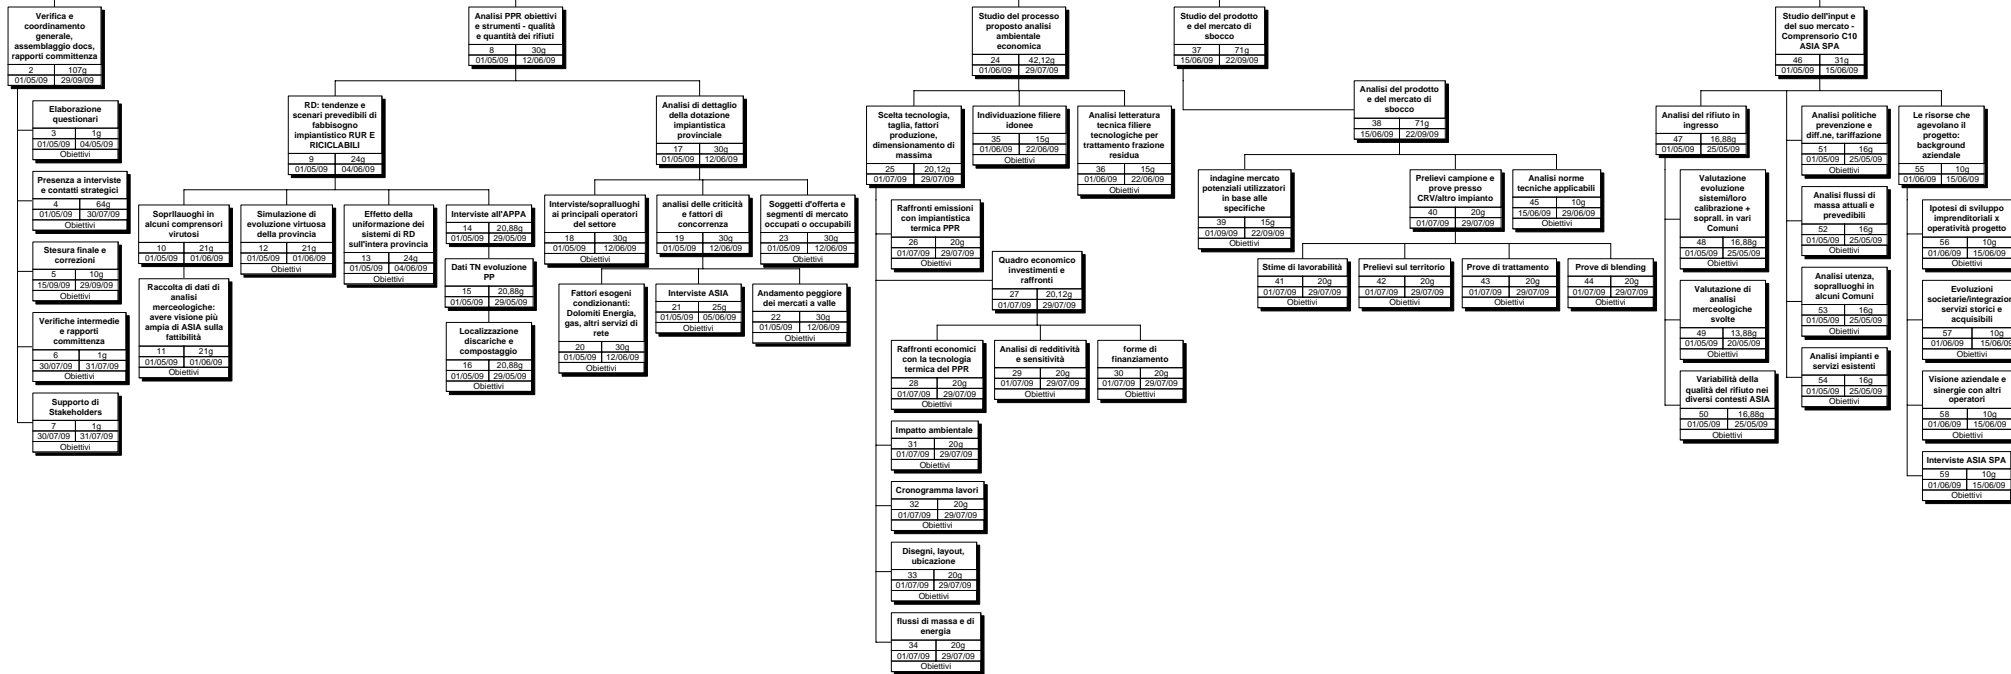 Verifica e
coordinamento
generale,
assemblaggio docs,
rapporti committenza
2 107g
01/05/09 29/09/09
Elaborazione
questionari
3 1g
01/05/09 04/05/09
Obiettivi
Presenza a interviste
e contatti strategici
4 64g
01/05/09 30/07/09
Obiettivi
Stesura finale e
correzioni
5 10g
15/09/09 29/09/09
Obiettivi
Verifiche intermedie
e rapporti
committenza
6 1g
30/07/09 31/07/09
Obiettivi
Supporto di
Stakeholders
7 1g
30/07/09 31/07/09
Obiettivi
Analisi PPR obiettivi
e strumenti - qualità
e quantità dei rifiuti
8 30g
01/05/09 12/06/09
RD: tendenze e
scenari prevedibili di
fabbisogno
impiantistico RUR E
RICICLABILI
9 24g
01/05/09 04/06/09
Soprllauoghi in
alcuni comprensori
virutosi
10 21g
01/05/09 01/06/09
Raccolta di dati di
analisi
merceologiche:
avere visione più
ampia di ASIA sulla
fattibilità
11 21g
01/05/09 01/06/09
Obiettivi
Simulazione di
evoluzione virtuosa
della provincia
12 21g
01/05/09 01/06/09
Obiettivi
Effetto della
uniformazione dei
sistemi di RD
sull'intera provincia
13 24g
01/05/09 04/06/09
Obiettivi
Interviste all'APPA
14 20,88g
01/05/09 29/05/09
Dati TN evoluzione
PP
15 20,88g
01/05/09 29/05/09
Localizzazione
discariche e
compostaggio
16 20,88g
01/05/09 29/05/09
Obiettivi
Analisi di dettaglio
della dotazione
impiantistica
provinciale
17 30g
01/05/09 12/06/09
Interviste/sopralluoghi
ai principali operatori
del settore
18 30g
01/05/09 12/06/09
Obiettivi
analisi delle criticità
e fattori di
concorrenza
19 30g
01/05/09 12/06/09
Fattori esogeni
condizionanti:
Dolomiti Energia,
gas, altri servizi di
rete
20 30g
01/05/09 12/06/09
Obiettivi
Interviste ASIA
21 25g
01/05/09 05/06/09
Obiettivi
Andamento peggiore
dei mercati a valle
22 30g
01/05/09 12/06/09
Obiettivi
Soggetti d'offerta e
segmenti di mercato
occupati o occupabili
23 30g
01/05/09 12/06/09
Obiettivi
Studio del processo
proposto analisi
ambientale
economica
24 42,12g
01/06/09 29/07/09
Scelta tecnologia,
taglia, fattori
produzione,
dimensionamento di
massima
25 20,12g
01/07/09 29/07/09
Raffronti emissioni
con impiantistica
termica PPR
26 20g
01/07/09 29/07/09
Obiettivi
Quadro economico
investimenti e
raffronti
27 20,12g
01/07/09 29/07/09
Raffronti economici
con la tecnologia
termica del PPR
28 20g
01/07/09 29/07/09
Obiettivi
Analisi di redditività
e sensitività
29 20g
01/07/09 29/07/09
Obiettivi
forme di
finanziamento
30 20g
01/07/09 29/07/09
Obiettivi
Impatto ambientale
31 20g
01/07/09 29/07/09
Obiettivi
Cronogramma lavori
32 20g
01/07/09 29/07/09
Obiettivi
Disegni, layout,
ubicazione
33 20g
01/07/09 29/07/09
Obiettivi
flussi di massa e di
energia
34 20g
01/07/09 29/07/09
Obiettivi
Individuazione filiere
idonee
35 15g
01/06/09 22/06/09
Obiettivi
Analisi letteratura
tecnica filiere
tecnologiche per
trattamento frazione
residua
36 15g
01/06/09 22/06/09
Obiettivi
Studio del prodotto
e del mercato di
sbocco
37 71g
15/06/09 22/09/09
Analisi del prodotto
e del mercato di
sbocco
38 71g
15/06/09 22/09/09
indagine mercato
potenziali utilizzatori
in base alle
specifiche
39 15g
01/09/09 22/09/09
Obiettivi
Prelievi campione e
prove presso
CRV/altro impianto
40 20g
01/07/09 29/07/09
Stime di lavorabilità
41 20g
01/07/09 29/07/09
Obiettivi
Prelievi sul territorio
42 20g
01/07/09 29/07/09
Obiettivi
Prove di trattamento
43 20g
01/07/09 29/07/09
Obiettivi
Prove di blending
44 20g
01/07/09 29/07/09
Obiettivi
Analisi norme
tecniche applicabili
45 10g
15/06/09 29/06/09
Obiettivi
Studio dell'input e
del suo mercato -
Comprensorio C10
ASIA SPA
46 31g
01/05/09 15/06/09
Analisi del rifiuto in
ingresso
47 16,88g
01/05/09 25/05/09
Valutazione
evoluzione
sistemi/loro
calibrazione +
soprall. in vari
Comuni
48 16,88g
01/05/09 25/05/09
Obiettivi
Valutazione di
analisi
merceologiche
svolte
49 13,88g
01/05/09 20/05/09
Obiettivi
Variabilità della
qualità del rifiuto nei
diversi contesti ASIA
50 16,88g
01/05/09 25/05/09
Obiettivi
Analisi politiche
prevenzione e
diff.ne, tariffazione
51 16g
01/05/09 25/05/09
Obiettivi
Analisi flussi di
massa attuali e
prevedibili
52 16g
01/05/09 25/05/09
Obiettivi
Analisi utenza,
sopralluoghi in
alcuni Comuni
53 16g
01/05/09 25/05/09
Obiettivi
Analisi impianti e
servizi esistenti
54 16g
01/05/09 25/05/09
Obiettivi
Le risorse che
agevolano il
progetto:
background
aziendale
55 10g
01/06/09 15/06/09
Ipotesi di sviluppo
imprenditoriali x
operatività progetto
56 10g
01/06/09 15/06/09
Obiettivi
Evoluzioni
societarie/integrazion
servizi storici e
acquisibili
57 10g
01/06/09 15/06/09
Obiettivi
Visione aziendale e
sinergie con altri
operatori
58 10g
01/06/09 15/06/09
Obiettivi
Interviste ASIA SPA
59 10g
01/06/09 15/06/09
Obiettivi